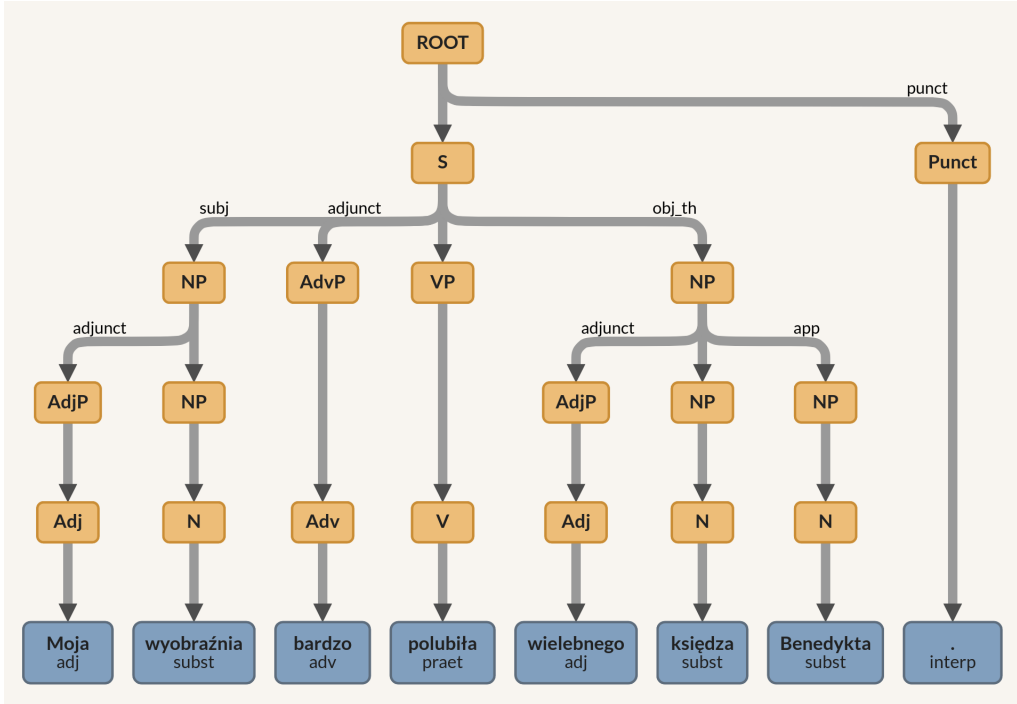 ROOT
punct
S Punct
subj adjunct obj_th
NP AdvP VP NP
adjunct adjunct app
AdjP NP AdjP NP NP
Adj N Adv V Adj N N
Moja wyobraźnia bardzo polubiła wielebnego księdza Benedykta .
adj subst adv praet adj subst subst interp